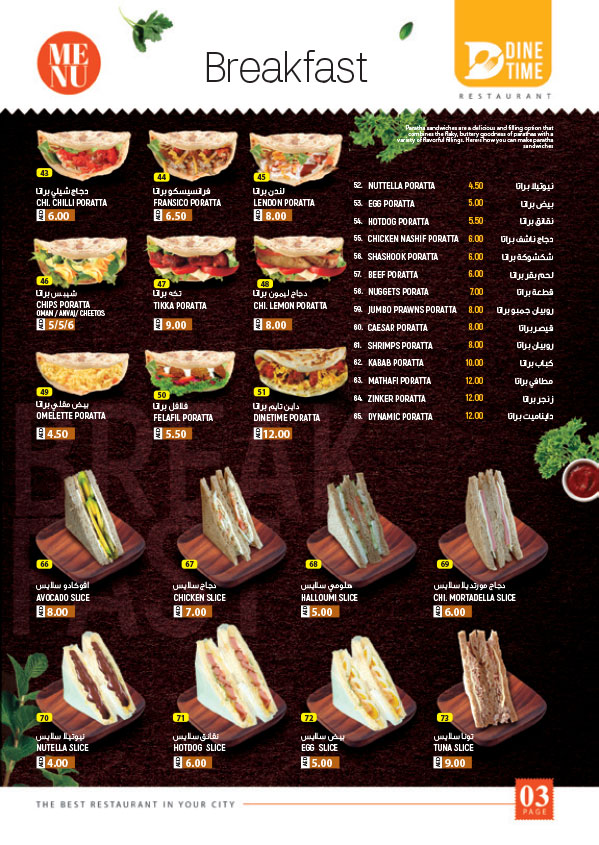 ME
NU
Breakfast
DINE
TIME
RESTAURANT
Paratha sandwiches are a delicious and filling option that
combines the flaky, buttery goodness of parathas with a
variety of flavorful fillings. Here's how you can make paratha
sandwiches
43
دجاج شيلي براتا
CHI. CHILLI PORATTA
AED 6.00
44
فرانسيسكو براتا
FRANSICO PORATTA
AED 6.50
45
لندن براتا
LENDON PORATTA
AED 8.00
46
شيبس براتا
CHIPS PORATTA
OMAN / ANVAI/ CHEETOS
AED 5/5/6
47
تكه براتا
TIKKA PORATTA
AED 9.00
48
دجاج ليمون براتا
CHI. LEMON PORATTA
AED 8.00
49
بيض مقلي براتا
OMELETTE PORATTA
AED 4.50
50
فلافل براتا
FELAFIL PORATTA
AED 5.50
51
داين تايم براتا
DINETIME PORATTA
AED 12.00
52. NUTTELLA PORATTA 4.50 نيوتيلا براتا
53. EGG PORATTA 5.00 بيض براتا
54. HOTDOG PORATTA 5.50 نقانق براتا
55. CHICKEN NASHIF PORATTA 6.00 دجاج ناشف براتا
56. SHASHOOK PORATTA 6.00 شكشوكة براتا
57. BEEF PORATTA 6.00 لحم بقر براتا
58. NUGGETS PORATA 7.00 قطعة براتا
59. JUMBO PRAWNS PORATTA 8.00 روبيان جمبو براتا
60. CAESAR PORATTA 8.00 قيصر براتا
61. SHRIMPS PORATTA 8.00 روبيان براتا
62. KABAB PORATTA 10.00 كباب براتا
63. MATHAFI PORATTA 12.00 مطافي براتا
64. ZINKER PORATTA 12.00 زنجر براتا
65. DYNAMIC PORATTA 12.00 دايناميت براتا
BREAK
FAST
66
افوكادو سلايس
AVOCADO SLICE
AED 8.00
67
دجاج سلايس
CHICKEN SLICE
AED 7.00
68
هلومي سلايس
HALLOUMI SLICE
AED 5.00
69
دجاج مورتديلا سلايس
CHI. MORTADELLA SLICE
AED 6.00
70
نيوتيلا سلايس
NUTELLA SLICE
AED 4.00
71
نقانق سلايس
HOTDOG SLICE
AED 6.00
72
بيض سلايس
EGG SLICE
AED 5.00
73
تونا سلايس
TUNA SLICE
AED 9.00
THE BEST RESTAURANT IN YOUR CITY
03
PAGE